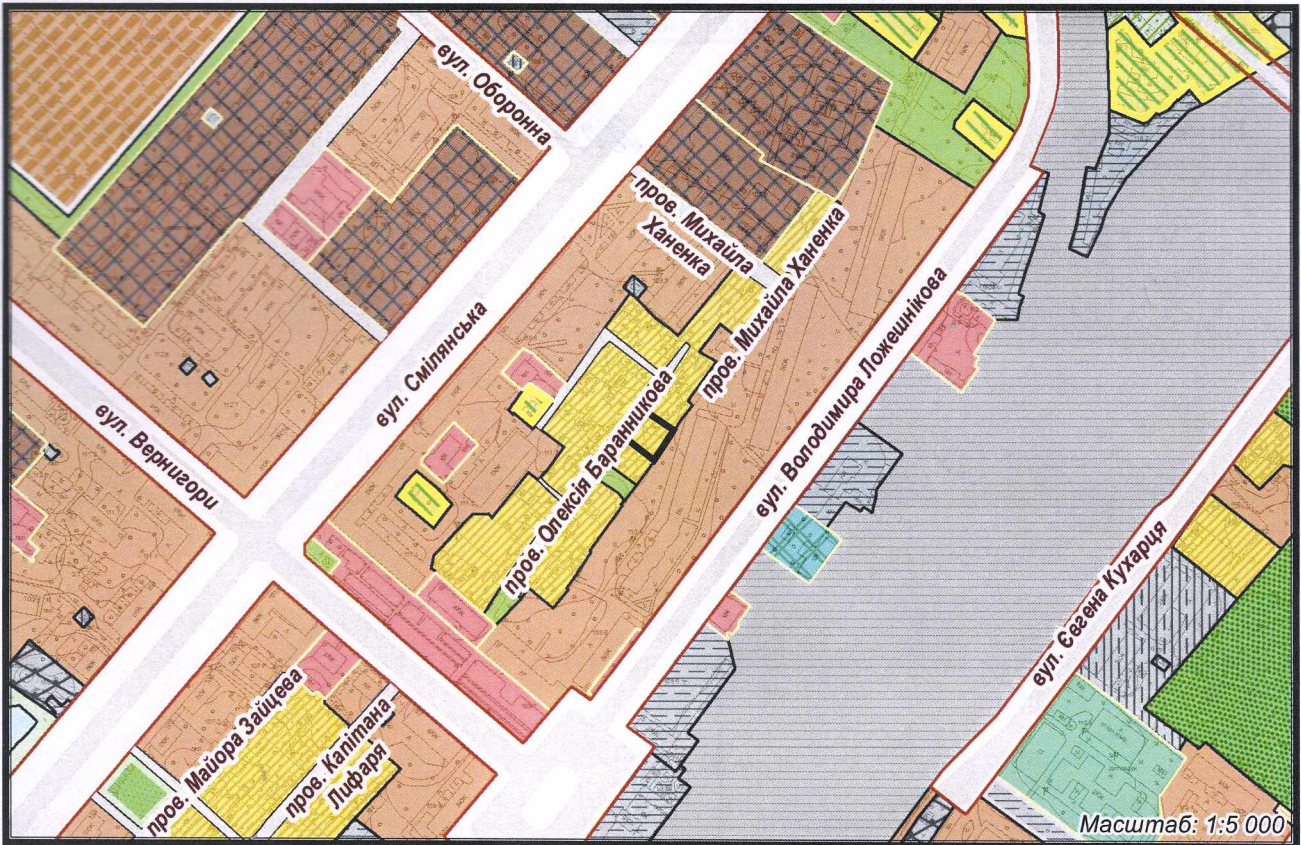 вул. Оборонна
пров. Михайла
Ханенка
пров. Михайла Ханенка
вул. Смілянська
вул. Володимира Ложешнікова
вул. Вернигори
пров. Олексія Баранникова
вул. Євгена Кухарця
пров. Майора Зайцева
пров. Капітана
Лифаря
Масштаб: 1:5 000